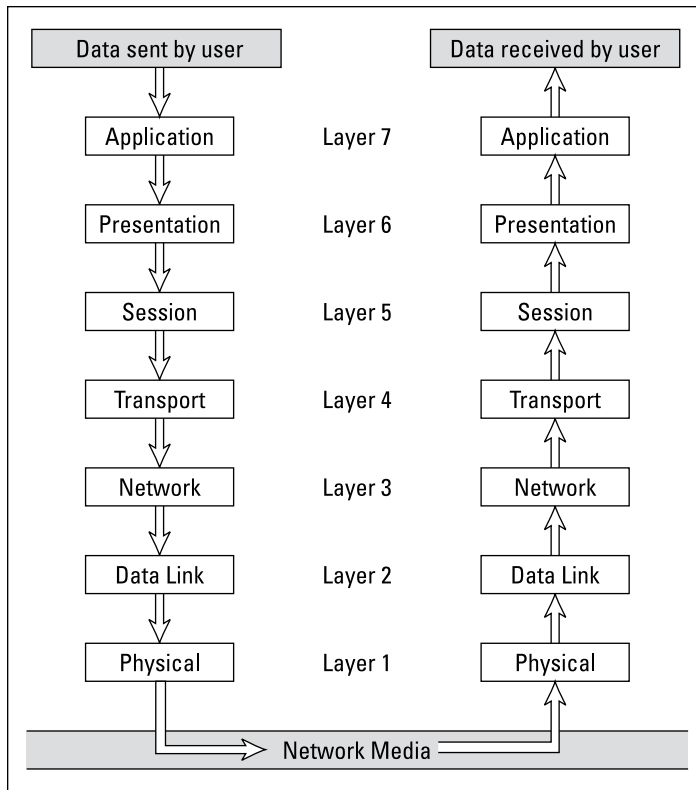 Data sent by user
Data received by user
Application
Layer 7
Application
Presentation
Layer 6
Presentation
Session
Layer 5
Session
Transport
Layer 4
Transport
Network
Layer 3
Network
Data Link
Layer 2
Data Link
Physical
Layer 1
Physical
Network Media